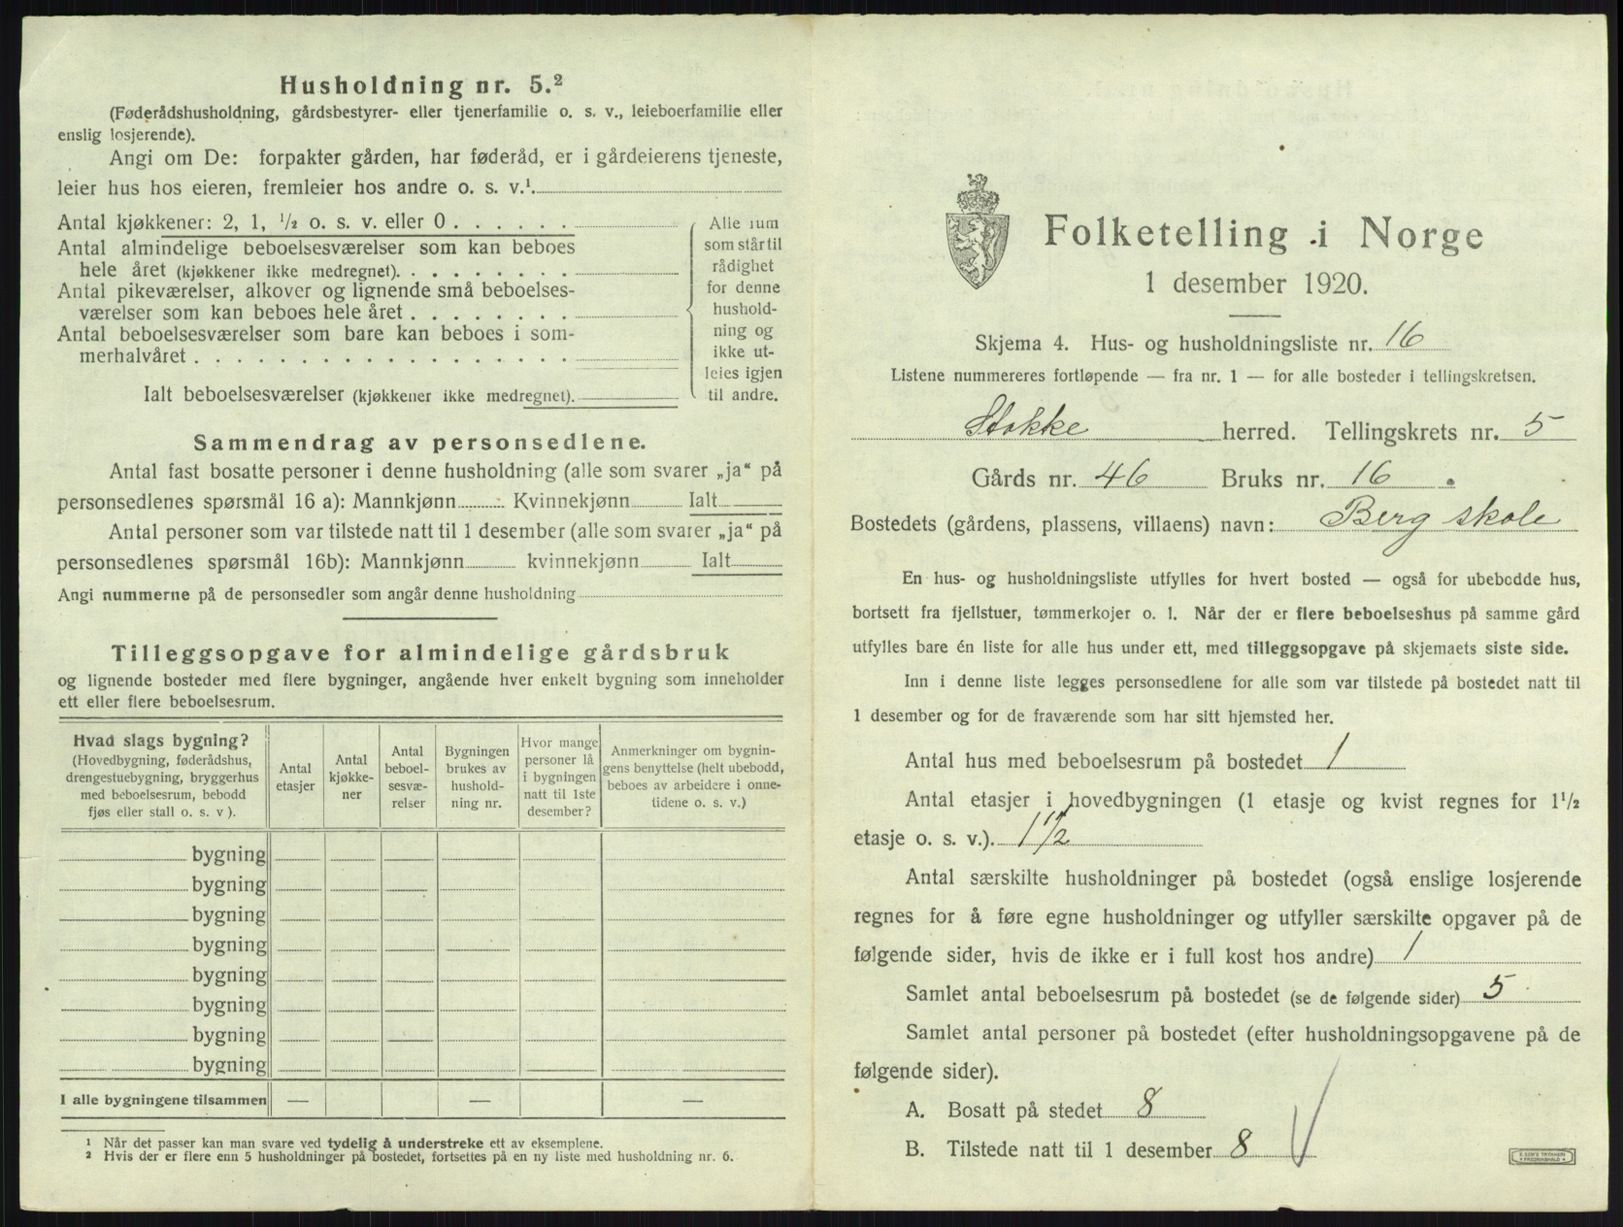 Husholdning nr. 5.²
(Føderådshusholdning, gårdsbestyrer- eller tjenerfamilie o. s. v., leieboerfamilie eller
enslig losjerende).
Angi om De: forpakter gården, har føderåd, er i gårdeierens tjeneste,
leier hus hos eieren, fremleier hos andre o. s. v.¹.
Antal kjøkkener: 2, 1, ½ o. s. v. eller 0
Antal almindelige beboelsesværelser som kan beboes
hele året (kjøkkener ikke medregnet).
Antal pikeværelser, alkover og lignende små beboelses-
værelser som kan beboes hele året
Antal beboelsesværelser som bare kan beboes i som-
merhalvåret
Ialt beboelsesværelser (kjøkkener ikke medregnet).
Alle rum
som står til
rådighet
for denne
hushold-
ning og
ikke ut-
leies igjen
til andre.
Sammendrag av personsedlene.
Antal fast bosatte personer i denne husholdning (alle som svarer „ja“ på
personsedlenes spørsmål 16 a): Mannkjønn Kvinnekjønn Ialt
Antal personer som var tilstede natt til 1 desember (alle som svarer „ja“ på
personsedlenes spørsmål 16b): Mannkjønn kvinnekjønn Ialt
Angi nummerne på de personsedler som angår denne husholdning
Tilleggsopgave for almindelige gårdsbruk
og lignende bosteder med flere bygninger, angående hver enkelt bygning som inneholder
ett eller flere beboelsesrum.
Hvad slags bygning?
(Hovedbygning, føderådshus,
drengestuebygning, bryggerhus
med beboelsesrum, bebodd
fjøs eller stall o. s. v ).
Antal
etasjer
Antal
kjøkke-
ner
Antal
beboel-
sesvæ-
relser
Bygningen
brukes av
hushold-
ning nr.
Hvor mange
personer lå
i bygningen
natt til 1ste
desember?
Anmerkninger om bygnin-
gens benyttelse (helt ubebodd,
beboes av arbeidere i onne-
tidene o. s. v.)
bygning
bygning
bygning
bygning
bygning
bygning
bygning
bygning
I alle bygningene tilsammen — — —
¹ Når det passer kan man svare ved tydelig å understreke ett av eksemplene.
² Hvis der er flere enn 5 husholdninger på bostedet, fortsettes på en ny liste med husholdning nr. 6.
Folketelling i Norge
1 desember 1920.
Skjema 4. Hus- og husholdningsliste nr. 16
Listene nummereres fortløpende — fra nr. 1 — for alle bosteder i tellingskretsen.
Stokke herred. Tellingskrets nr. 5
Gårds nr. 46 Bruks nr. 16
Bostedets (gårdens, plassens, villaens) navn: Berg skole
En hus- og husholdningsliste utfylles for hvert bosted — også for ubebodde hus,
bortsett fra fjellstuer, tømmerkojer o. l. Når der er flere beboelseshus på samme gård
utfylles bare én liste for alle hus under ett, med tilleggsopgave på skjemaets siste side.
Inn i denne liste legges personsedlene for alle som var tilstede på bostedet natt til
1 desember og for de fraværende som har sitt hjemsted her.
Antal hus med beboelsesrum på bostedet 1
Antal etasjer i hovedbygningen (1 etasje og kvist regnes for 1½
etasje o. s. v.). 1½
Antal særskilte husholdninger på bostedet (også enslige losjerende
regnes for å føre egne husholdninger og utfyller særskilte opgaver på de
følgende sider, hvis de ikke er i full kost hos andre) 1
Samlet antal beboelsesrum på bostedet (se de følgende sider) 5
Samlet antal personer på bostedet (efter husholdningsopgavene på de
følgende sider).
A. Bosatt på stedet 8
B. Tilstede natt til 1 desember 8